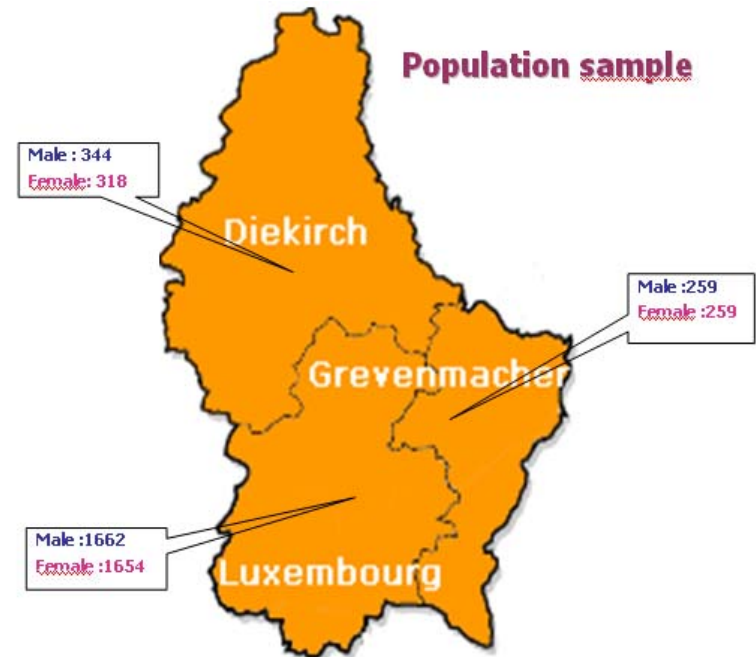 Population sample
Male : 344
Female: 318
Diekirch
Male :259
Female :259
Grevenmacher
Male :1662
Female :1654
Luxembourg